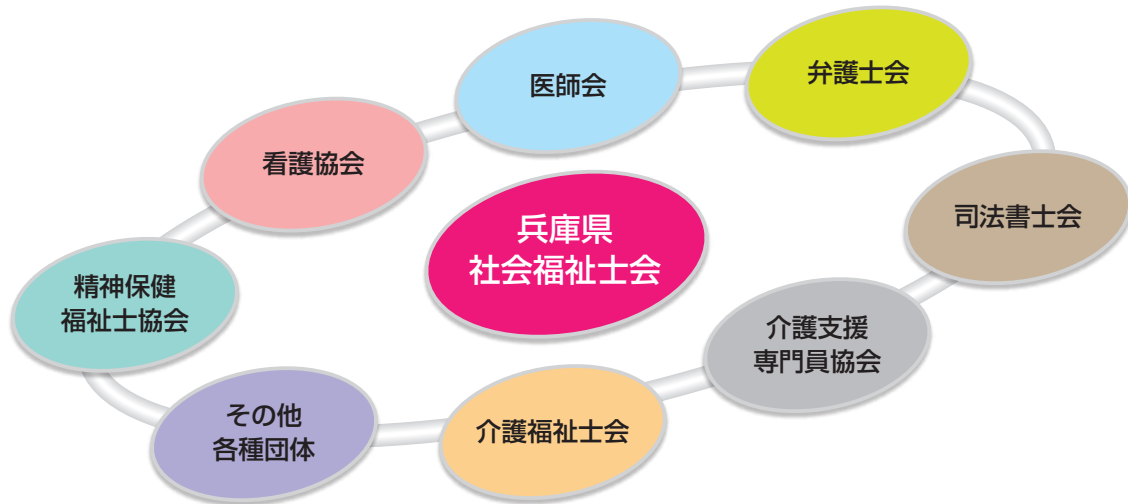 医師会
弁護士会
看護協会
司法書士会
兵庫県
社会福祉士会
精神保健
福祉士協会
介護支援
専門員協会
その他
各種団体
介護福祉士会